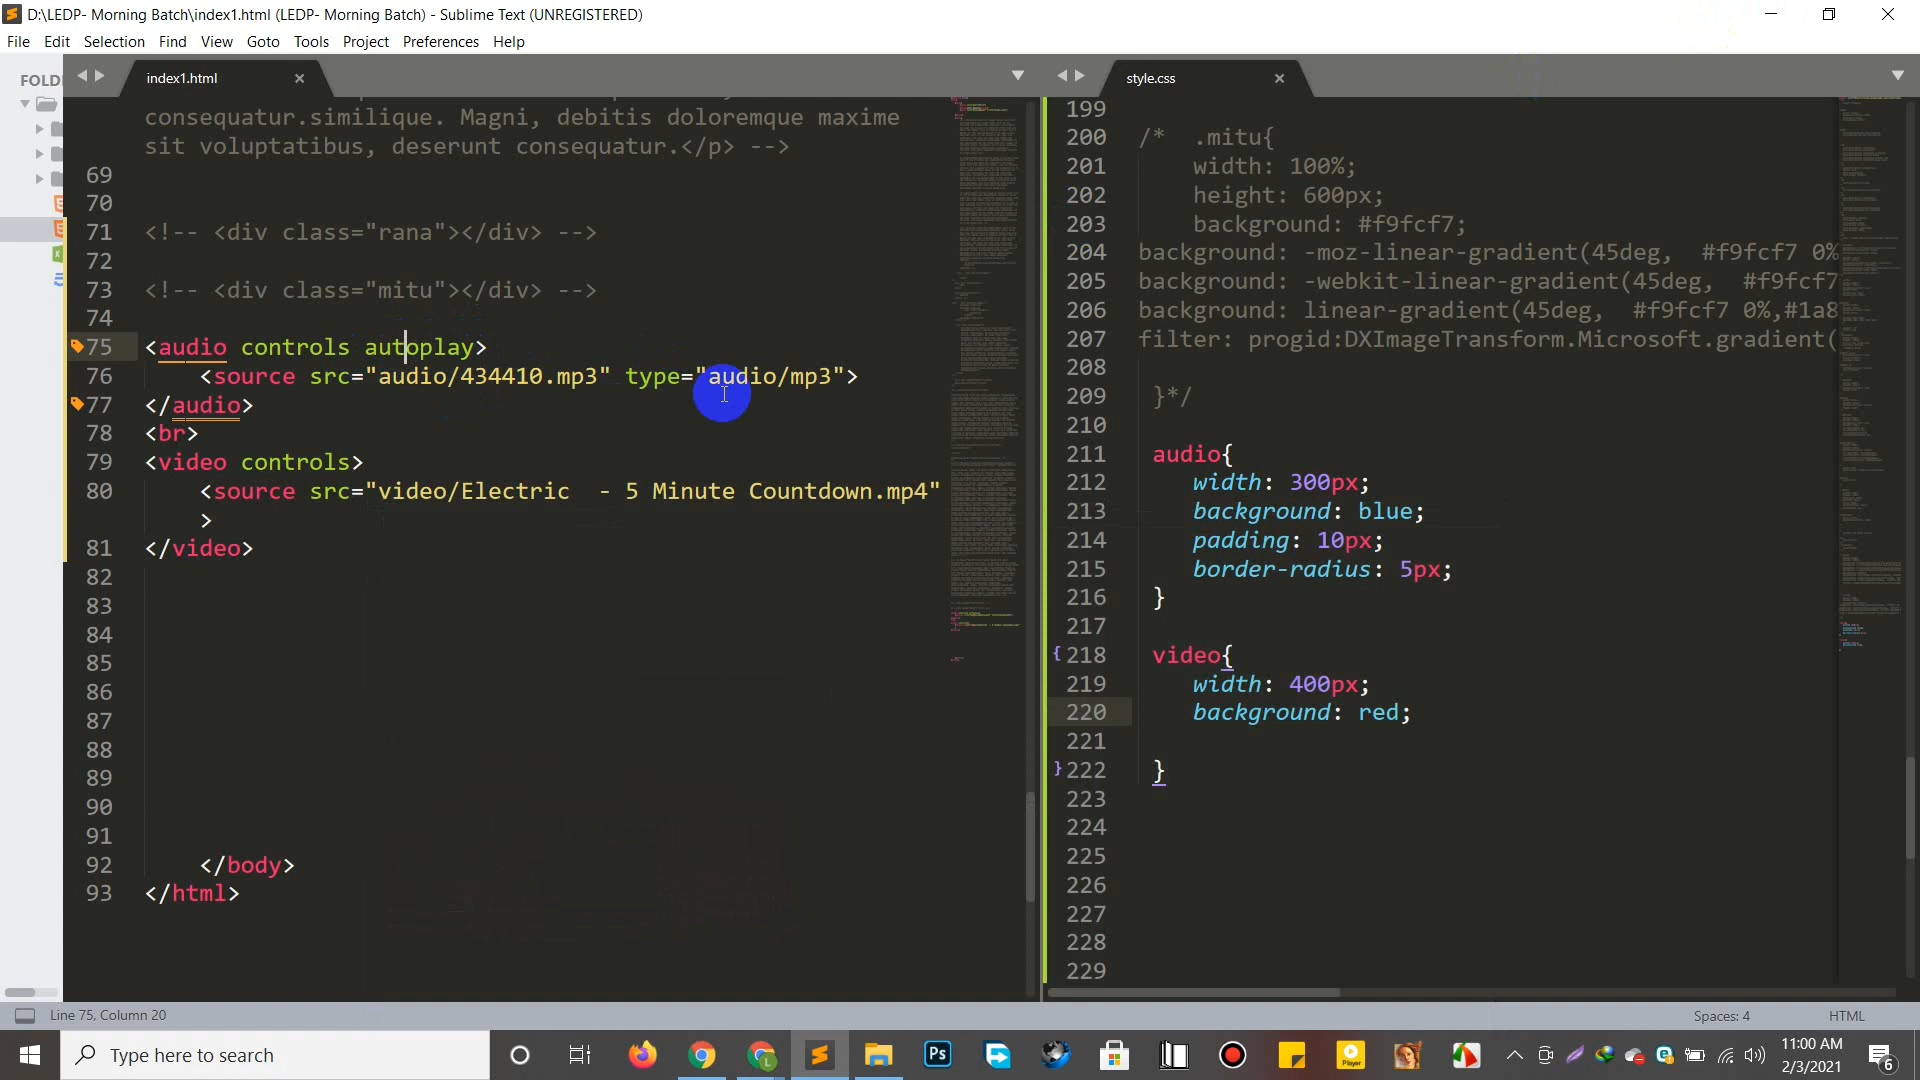 D:\LEDP- Morning Batch\index1.html (LEDP- Morning Batch) - Sublime Text (UNREGISTERED)
File Edit Selection Find View Goto Tools Project Preferences Help
FOLD
index1.html
consequatur.similique. Magni, debitis doloremque maxime
sit voluptatibus, deserunt consequatur.</p> -->
69
70
71 <!-- <div class="rana"></div> -->
72
73 <!-- <div class="mitu"></div> -->
74
75 <audio controls autoplay>
76 <source src="audio/434410.mp3" type="audio/mp3">
77 </audio>
78 <br>
79 <video controls>
80 <source src="video/Electric  - 5 Minute Countdown.mp4"
>
81 </video>
82
83
84
85
86
87
88
89
90
91
92 </body>
93 </html>
style.css
199
200 /*  .mitu{
201 width: 100%;
202 height: 600px;
203 background: #f9fcf7;
204 background: -moz-linear-gradient(45deg,  #f9fcf7 0%
205 background: -webkit-linear-gradient(45deg,  #f9fcf7
206 background: linear-gradient(45deg,  #f9fcf7 0%,#1a8
207 filter: progid:DXImageTransform.Microsoft.gradient(
208
209 }*/
210
211 audio{
212 width: 300px;
213 background: blue;
214 padding: 10px;
215 border-radius: 5px;
216 }
217
218 video{
219 width: 400px;
220 background: red;
221
222 }
223
224
225
226
227
228
229
Line 75, Column 20
Spaces: 4 HTML
Type here to search
Ps
Player
11:00 AM
2/3/2021
6